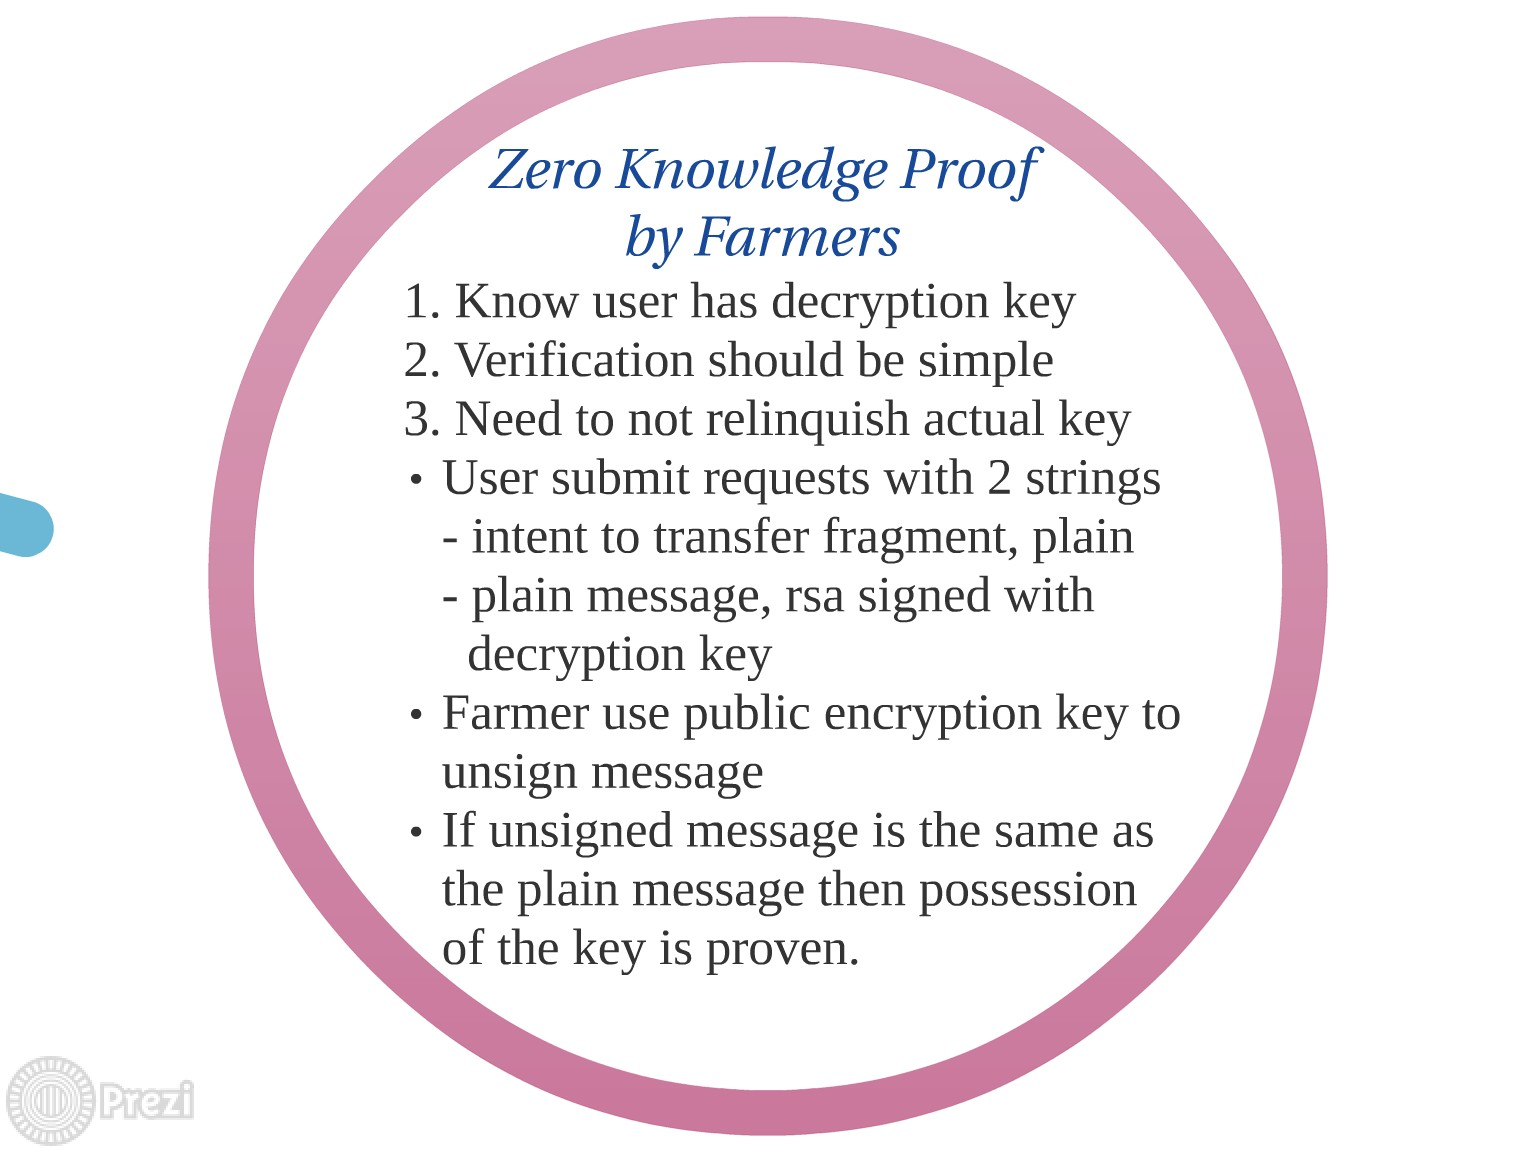 Zero Knowledge Proof
by Farmers
1. Know user has decryption key
2. Verification should be simple
3. Need to not relinquish actual key
• User submit requests with 2 strings
- intent to transfer fragment, plain
- plain message, rsa signed with
decryption key
• Farmer use public encryption key to
unsign message
• If unsigned message is the same as
the plain message then possession
of the key is proven.
Prezi